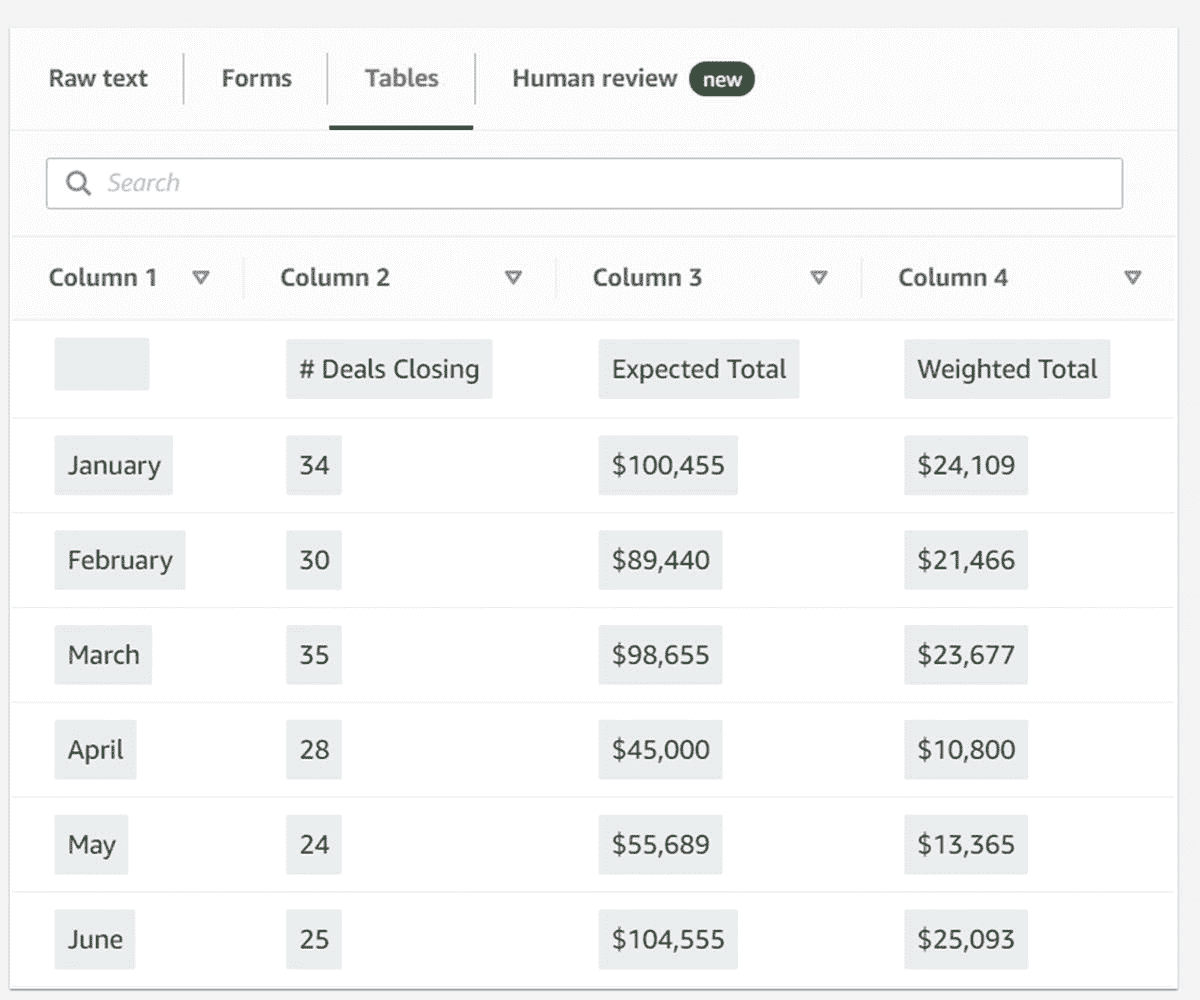 Raw text Forms Tables Human review new
Search
Column 1 Column 2 Column 3 Column 4
# Deals Closing Expected Total Weighted Total
January 34 $100,455 $24,109
February 30 $89,440 $21,466
March 35 $98,655 $23,677
April 28 $45,000 $10,800
May 24 $55,689 $13,365
June 25 $104,555 $25,093